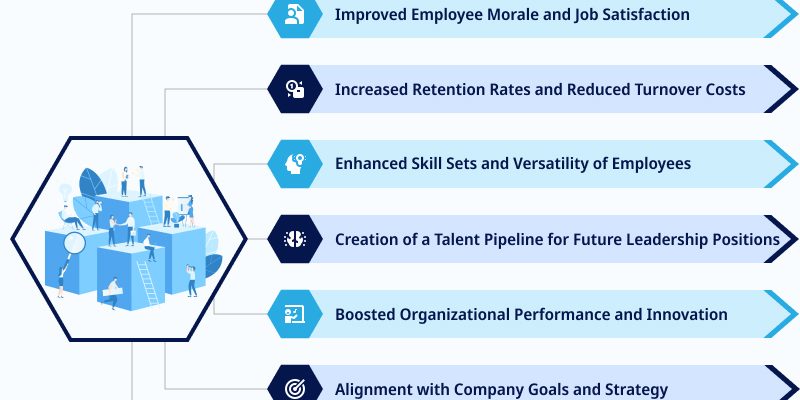 Improved Employee Morale and Job Satisfaction
Increased Retention Rates and Reduced Turnover Costs
Enhanced Skill Sets and Versatility of Employees
Creation of a Talent Pipeline for Future Leadership Positions
Boosted Organizational Performance and Innovation
Alignment with Company Goals and Strategy